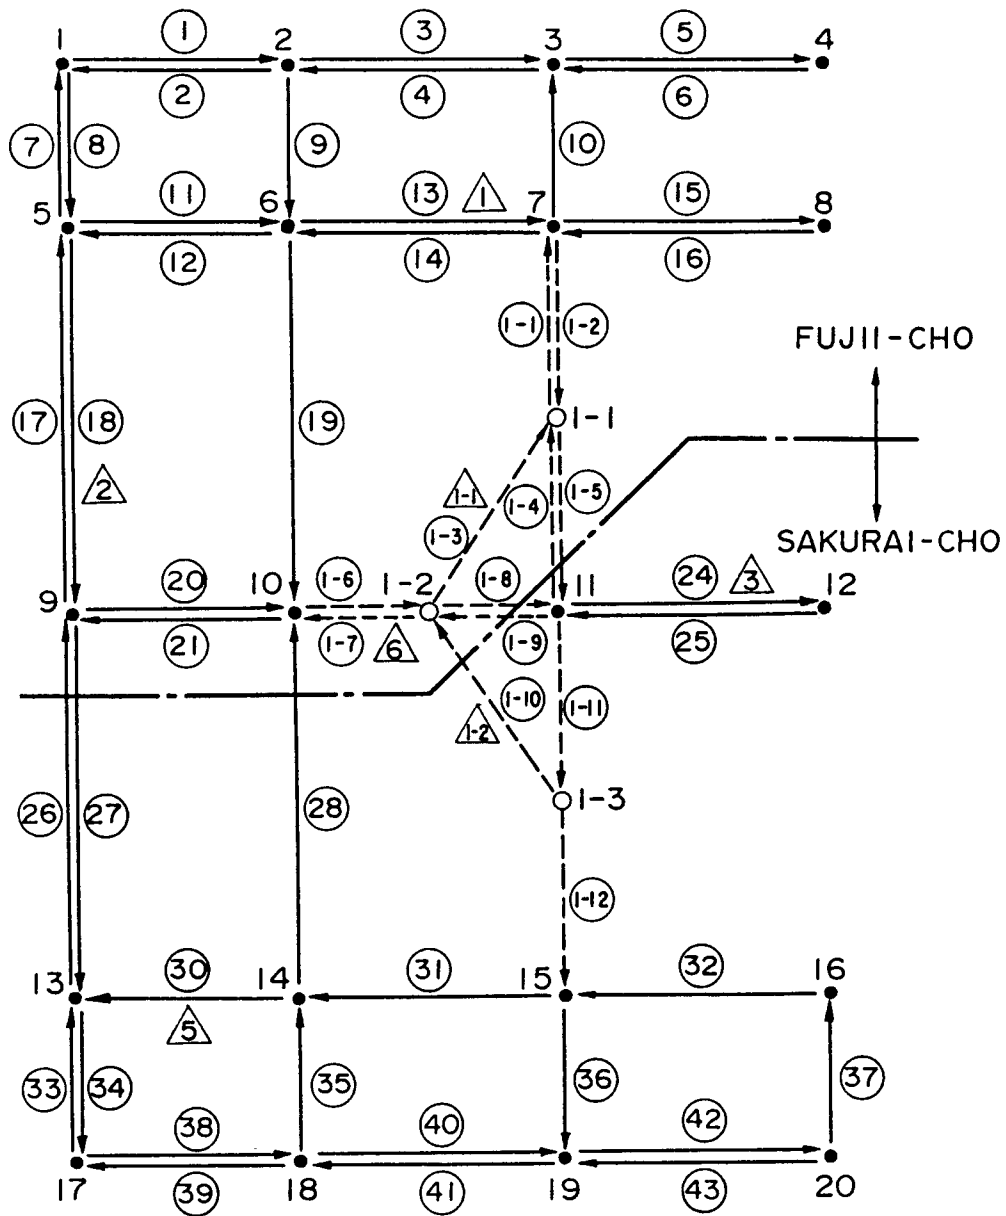 1 ① 2 ③ 3 ⑤ 4
② ④ ⑥
⑦ ⑧ ⑨ ⑩
5 ⑪ 6 ⑬ 1 7 ⑮ 8
⑫ ⑭ ⑯
1-1 1-2
FUJII-CHO
⑰ ⑱ ⑲ 1-1
2 1-1 1-4 1-5
1-3
SAKURAI-CHO
9 ⑳ 10 1-6 1-2 1-8 11 24 3 12
21 1-7 6 1-9 25
1-10 1-11
1-2
26 27 28 1-3
1-12
13 30 14 31 15 32 16
5
33 34 35 36 37
38 40 42
17 39 18 41 19 43 20